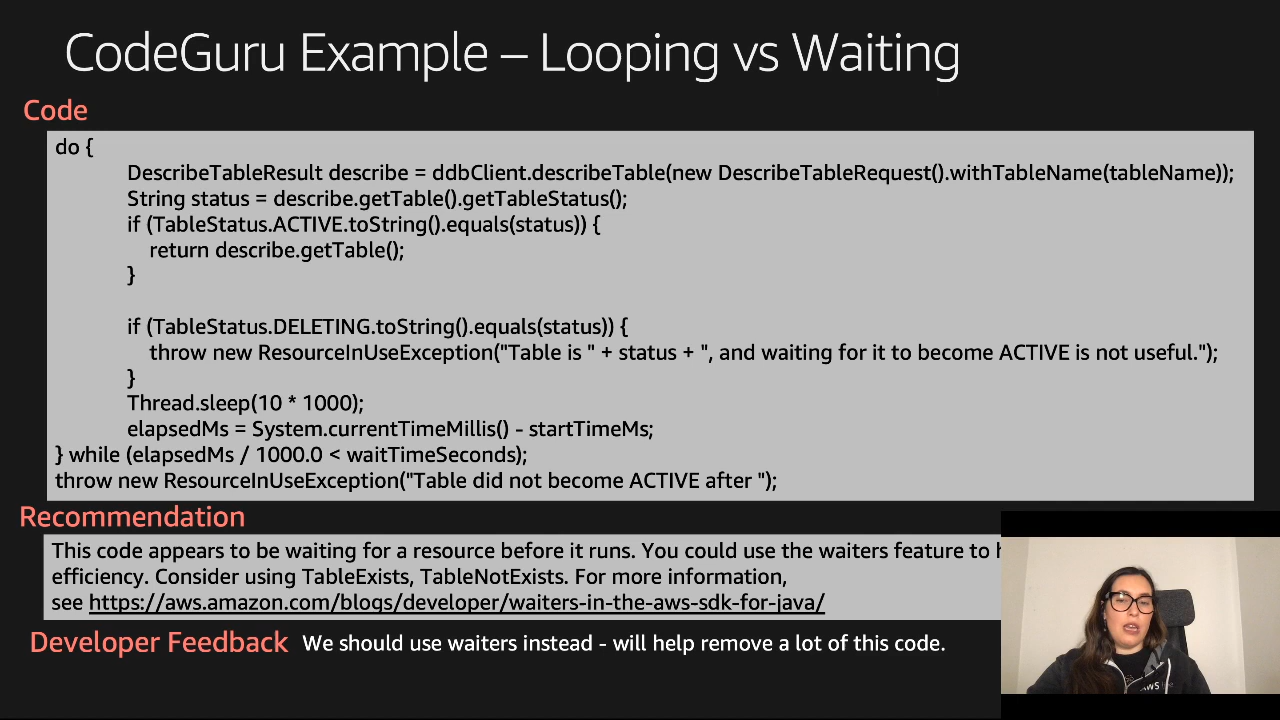 CodeGuru Example – Looping vs Waiting
Code
do {
DescribeTableResult describe = ddbClient.describeTable(new DescribeTableRequest().withTableName(tableName));
String status = describe.getTable().getTableStatus();
if (TableStatus.ACTIVE.toString().equals(status)) {
return describe.getTable();
}
if (TableStatus.DELETING.toString().equals(status)) {
throw new ResourceInUseException("Table is " + status + ", and waiting for it to become ACTIVE is not useful.");
}
Thread.sleep(10 * 1000);
elapsedMs = System.currentTimeMillis() - startTimeMs;
} while (elapsedMs / 1000.0 < waitTimeSeconds);
throw new ResourceInUseException("Table did not become ACTIVE after ");
Recommendation
This code appears to be waiting for a resource before it runs. You could use the waiters feature to
efficiency. Consider using TableExists, TableNotExists. For more information,
see https://aws.amazon.com/blogs/developer/waiters-in-the-aws-sdk-for-java/
Developer Feedback We should use waiters instead - will help remove a lot of this code.
AWS